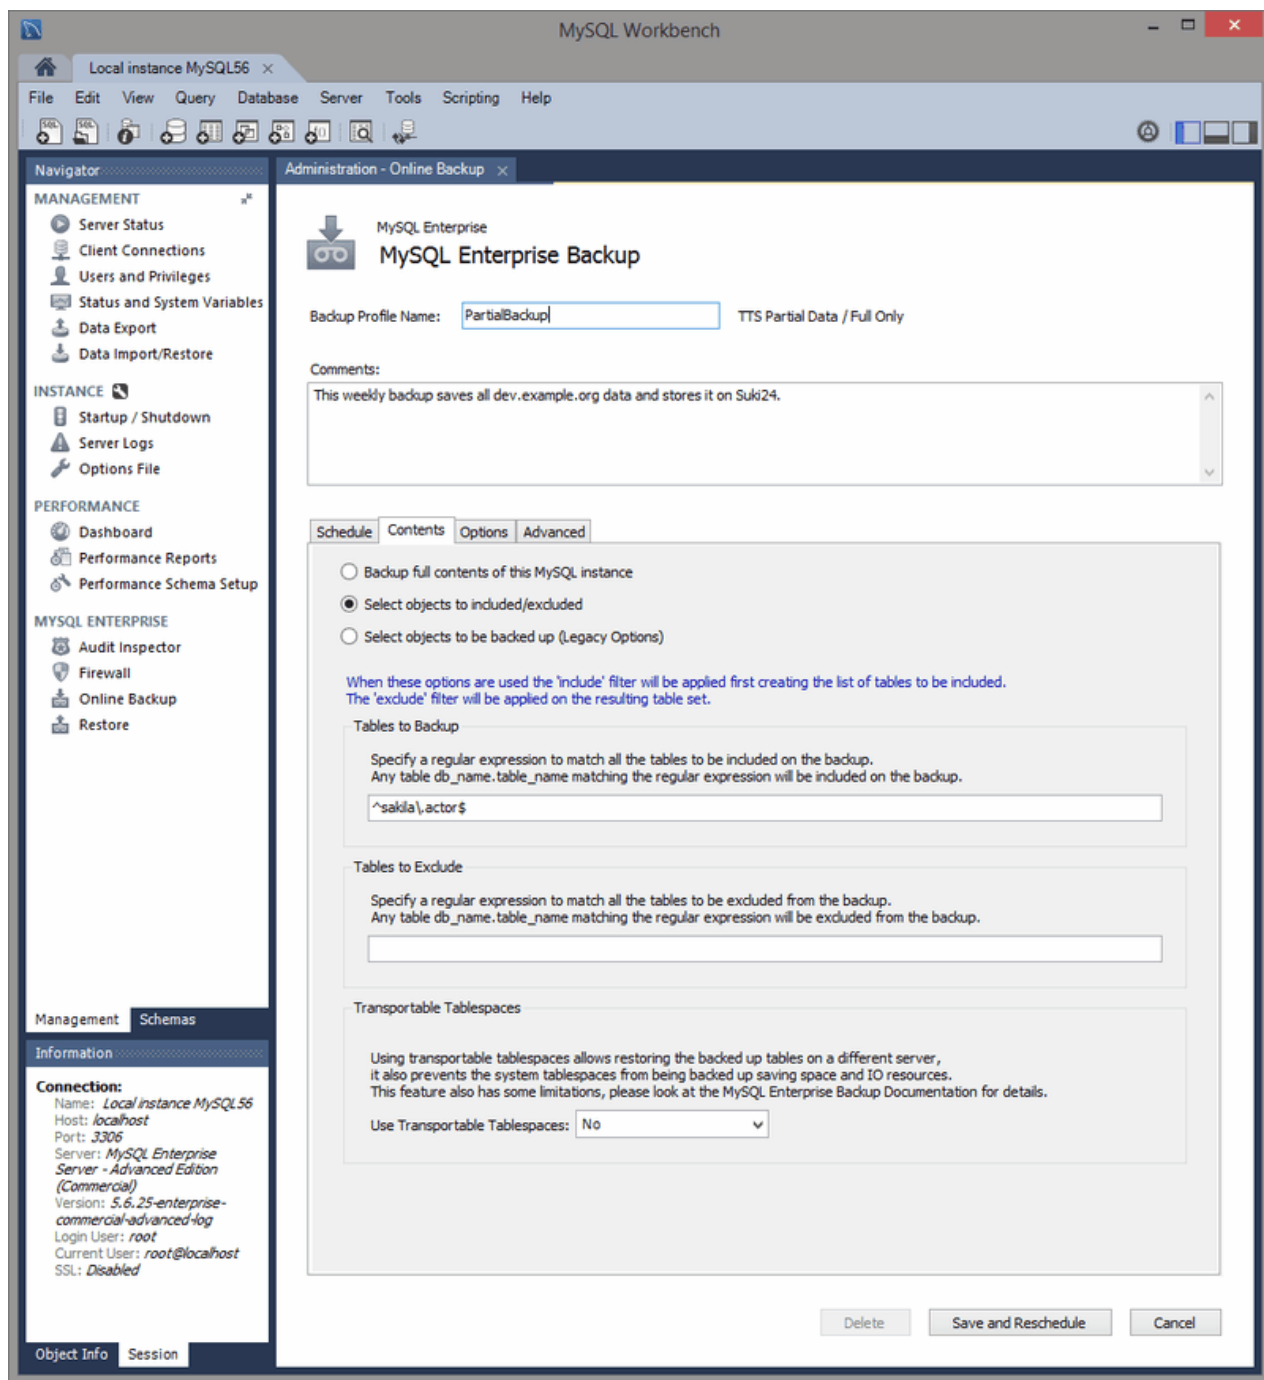 MySQL Workbench
Local instance MySQL56
File Edit View Query Database Server Tools Scripting Help
Navigator
MANAGEMENT
Server Status
Client Connections
Users and Privileges
Status and System Variables
Data Export
Data Import/Restore
INSTANCE
Startup / Shutdown
Server Logs
Options File
PERFORMANCE
Dashboard
Performance Reports
Performance Schema Setup
MYSQL ENTERPRISE
Audit Inspector
Firewall
Online Backup
Restore
Management Schemas
Information
Connection:
Name: Local instance MySQL56
Host: localhost
Port: 3306
Server: MySQL Enterprise
Server - Advanced Edition
(Commercial)
Version: 5.6.25-enterprise-
commercial-advanced-log
Login User: root
Current User: root@localhost
SSL: Disabled
Object Info Session
Administration - Online Backup
MySQL Enterprise
MySQL Enterprise Backup
Backup Profile Name: PartialBackup TTS Partial Data / Full Only
Comments:
This weekly backup saves all dev.example.org data and stores it on Suki24.
Schedule Contents Options Advanced
Backup full contents of this MySQL instance
Select objects to included/excluded
Select objects to be backed up (Legacy Options)
When these options are used the 'include' filter will be applied first creating the list of tables to be included.
The 'exclude' filter will be applied on the resulting table set.
Tables to Backup
Specify a regular expression to match all the tables to be included on the backup.
Any table db_name.table_name matching the regular expression will be included on the backup.
^sakila\.actor$
Tables to Exclude
Specify a regular expression to match all the tables to be excluded from the backup.
Any table db_name.table_name matching the regular expression will be excluded from the backup.
Transportable Tablespaces
Using transportable tablespaces allows restoring the backed up tables on a different server,
it also prevents the system tablespaces from being backed up saving space and IO resources.
This feature also has some limitations, please look at the MySQL Enterprise Backup Documentation for details.
Use Transportable Tablespaces: No
Delete Save and Reschedule Cancel